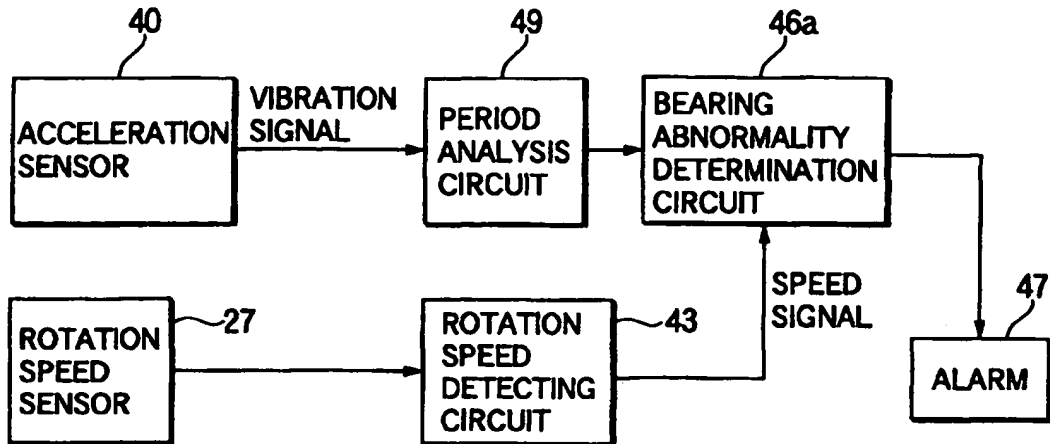 40
49
46a
ACCELERATION
SENSOR
VIBRATION
SIGNAL
PERIOD
ANALYSIS
CIRCUIT
BEARING
ABNORMALITY
DETERMINATION
CIRCUIT
ROTATION
SPEED
SENSOR
27
ROTATION
SPEED
DETECTING
CIRCUIT
43
SPEED
SIGNAL
47
ALARM